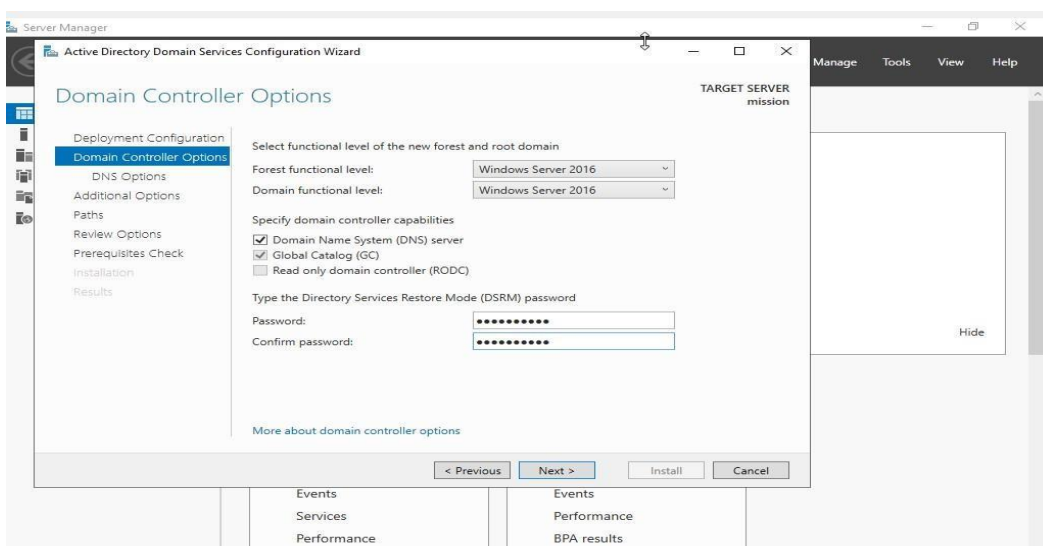 Server Manager
Manage Tools View Help
Active Directory Domain Services Configuration Wizard
Domain Controller Options
TARGET SERVER
mission
Deployment Configuration
Domain Controller Options
DNS Options
Additional Options
Paths
Review Options
Prerequisites Check
Installation
Results
Select functional level of the new forest and root domain
Forest functional level: Windows Server 2016
Domain functional level: Windows Server 2016
Specify domain controller capabilities
Domain Name System (DNS) server
Global Catalog (GC)
Read only domain controller (RODC)
Type the Directory Services Restore Mode (DSRM) password
Password: ●●●●●●●●●●
Confirm password: ●●●●●●●●●●
More about domain controller options
< Previous Next > Install Cancel
Hide
Events
Services
Performance
Events
Performance
BPA results